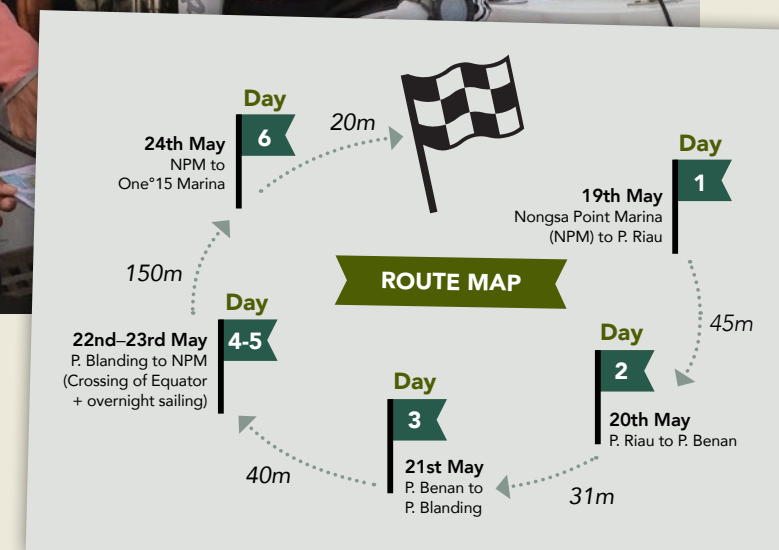 ROUTE MAP
Day
1
19th May
Nongsa Point Marina
(NPM) to P. Riau
45m
Day
2
20th May
P. Riau to P. Benan
31m
Day
3
21st May
P. Benan to
P. Blanding
40m
Day
4-5
22nd–23rd May
P. Blanding to NPM
(Crossing of Equator
+ overnight sailing)
150m
Day
6
24th May
NPM to
One°15 Marina
20m